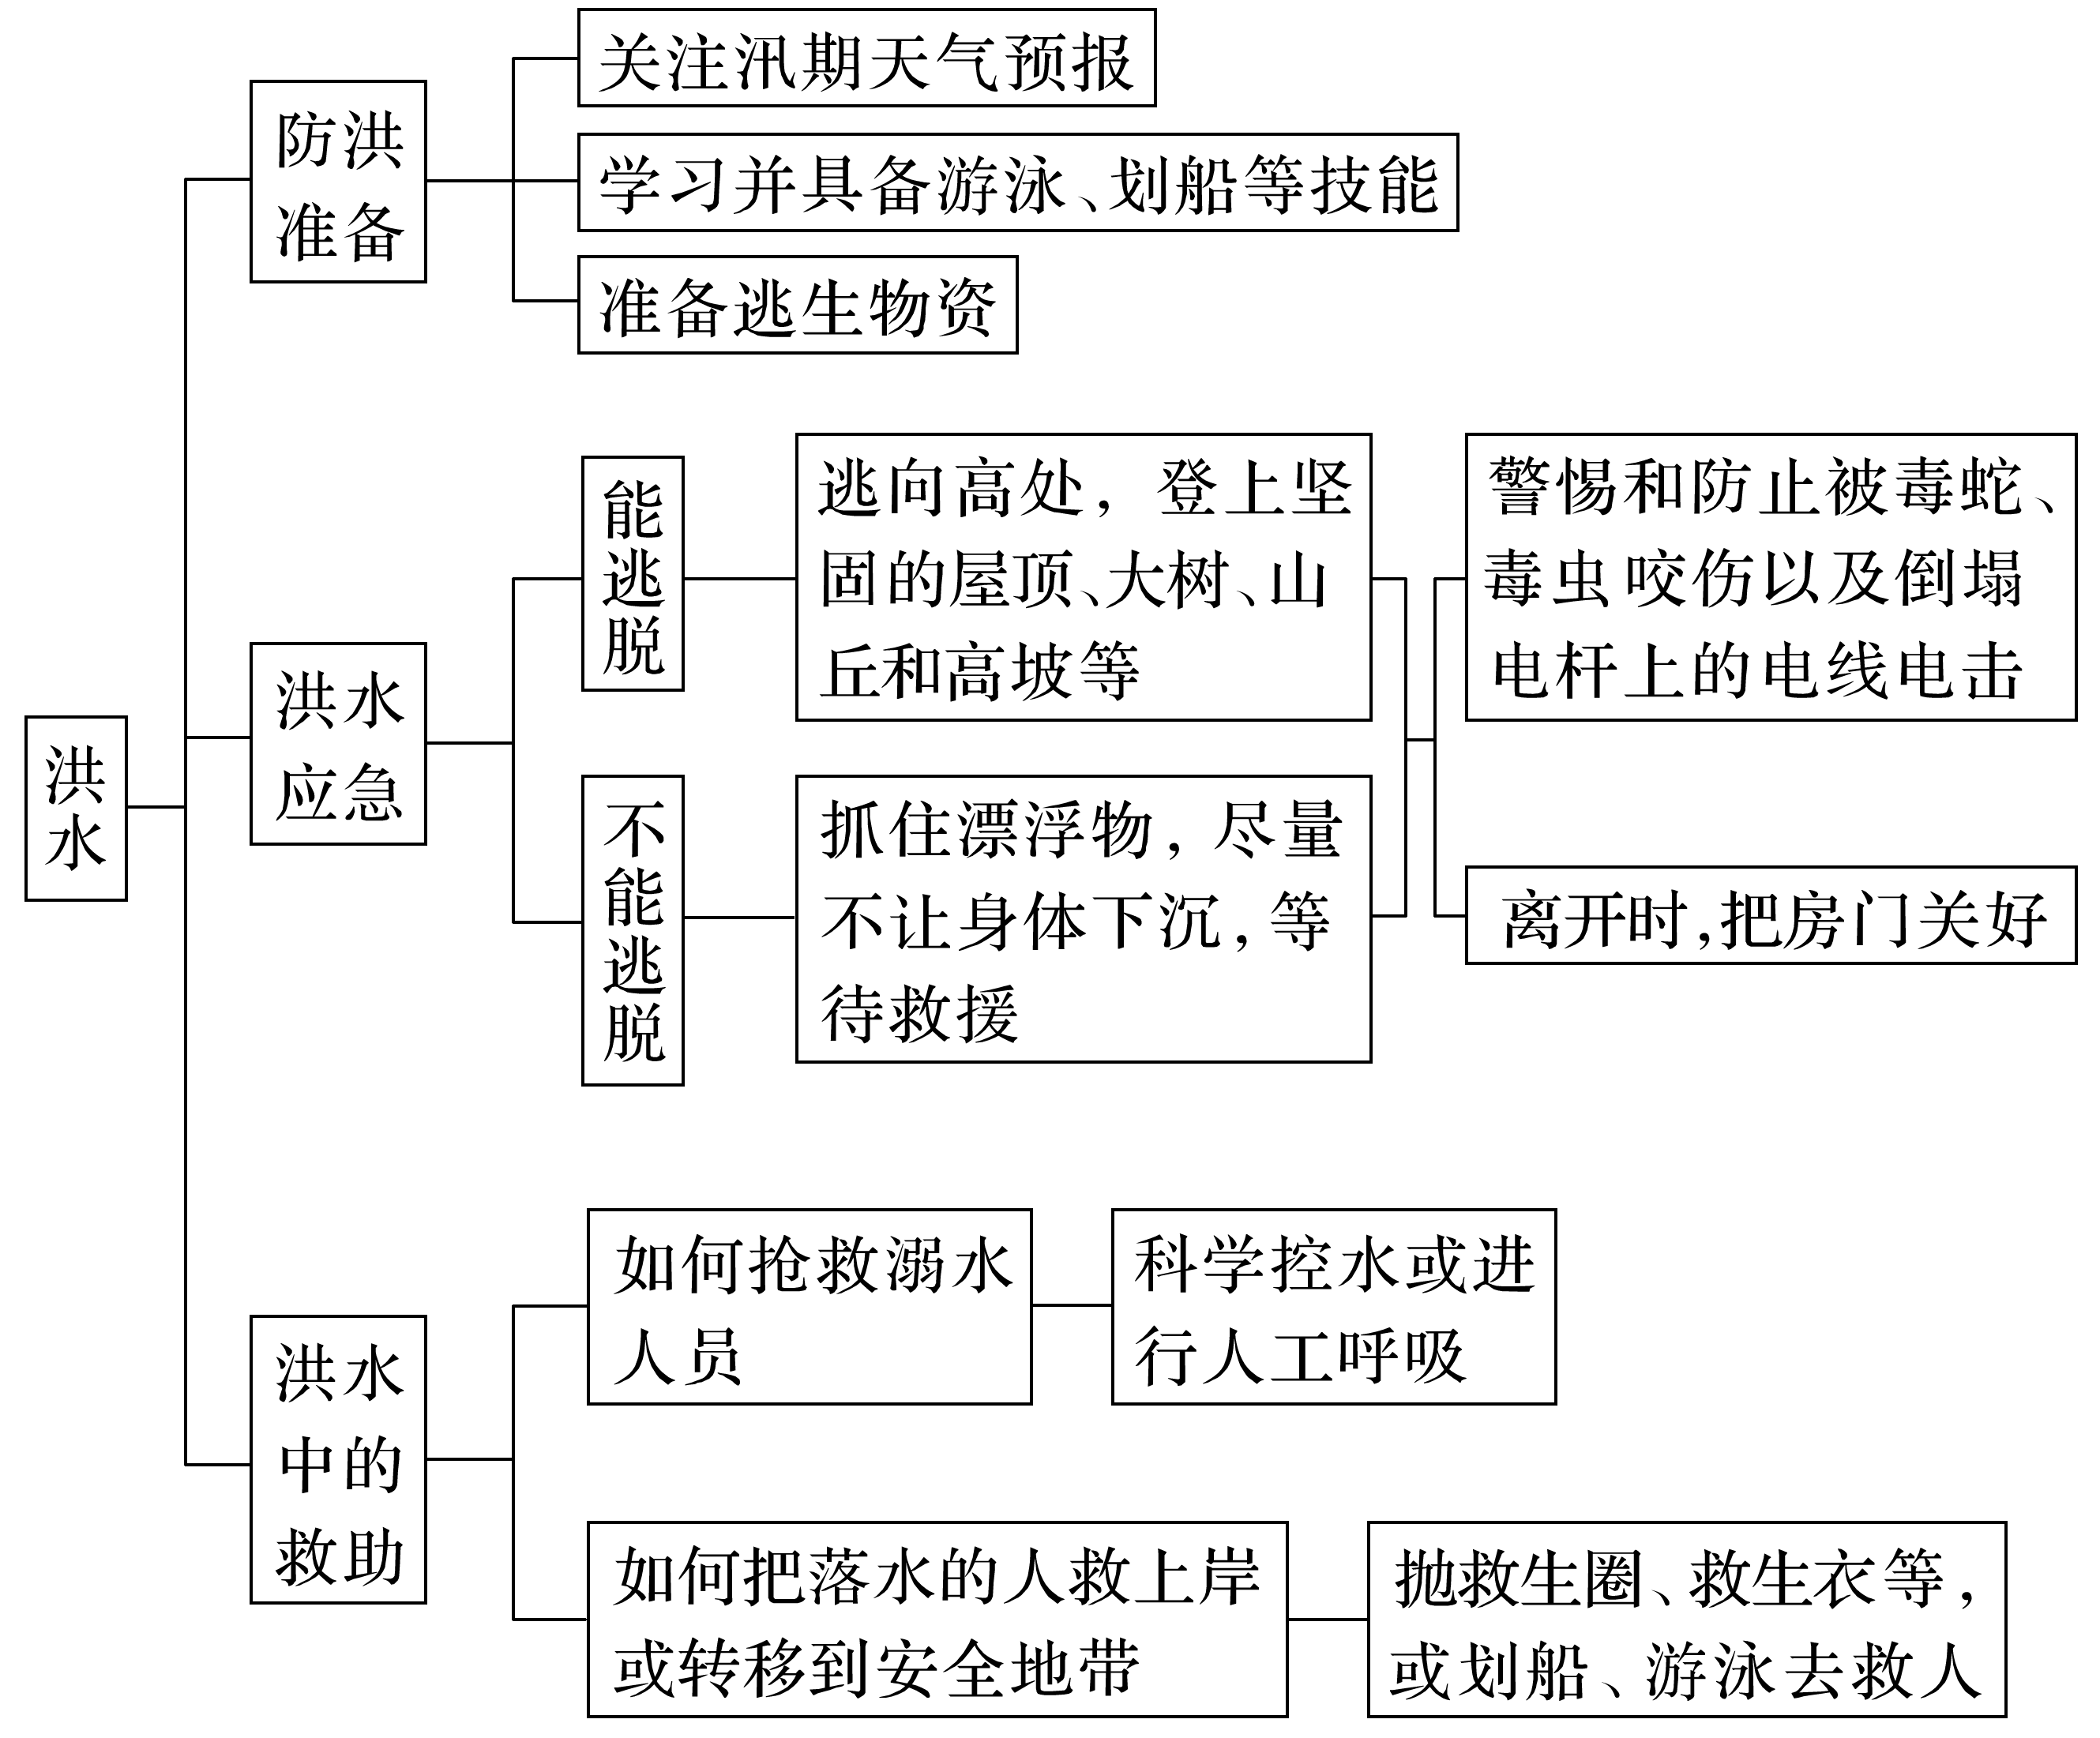 洪
水
防洪
准备
关注汛期天气预报
学习并具备游泳、划船等技能
准备逃生物资
洪水
应急
能
逃
脱
逃向高处，登上坚
固的屋顶、大树、山
丘和高坡等
不
能
逃
脱
抓住漂浮物，尽量
不让身体下沉，等
待救援
警惕和防止被毒蛇、
毒虫咬伤以及倒塌
电杆上的电线电击
离开时，把房门关好
洪水
中的
救助
如何抢救溺水
人员
科学控水或进
行人工呼吸
如何把落水的人救上岸
或转移到安全地带
抛救生圈、救生衣等，
或划船、游泳去救人